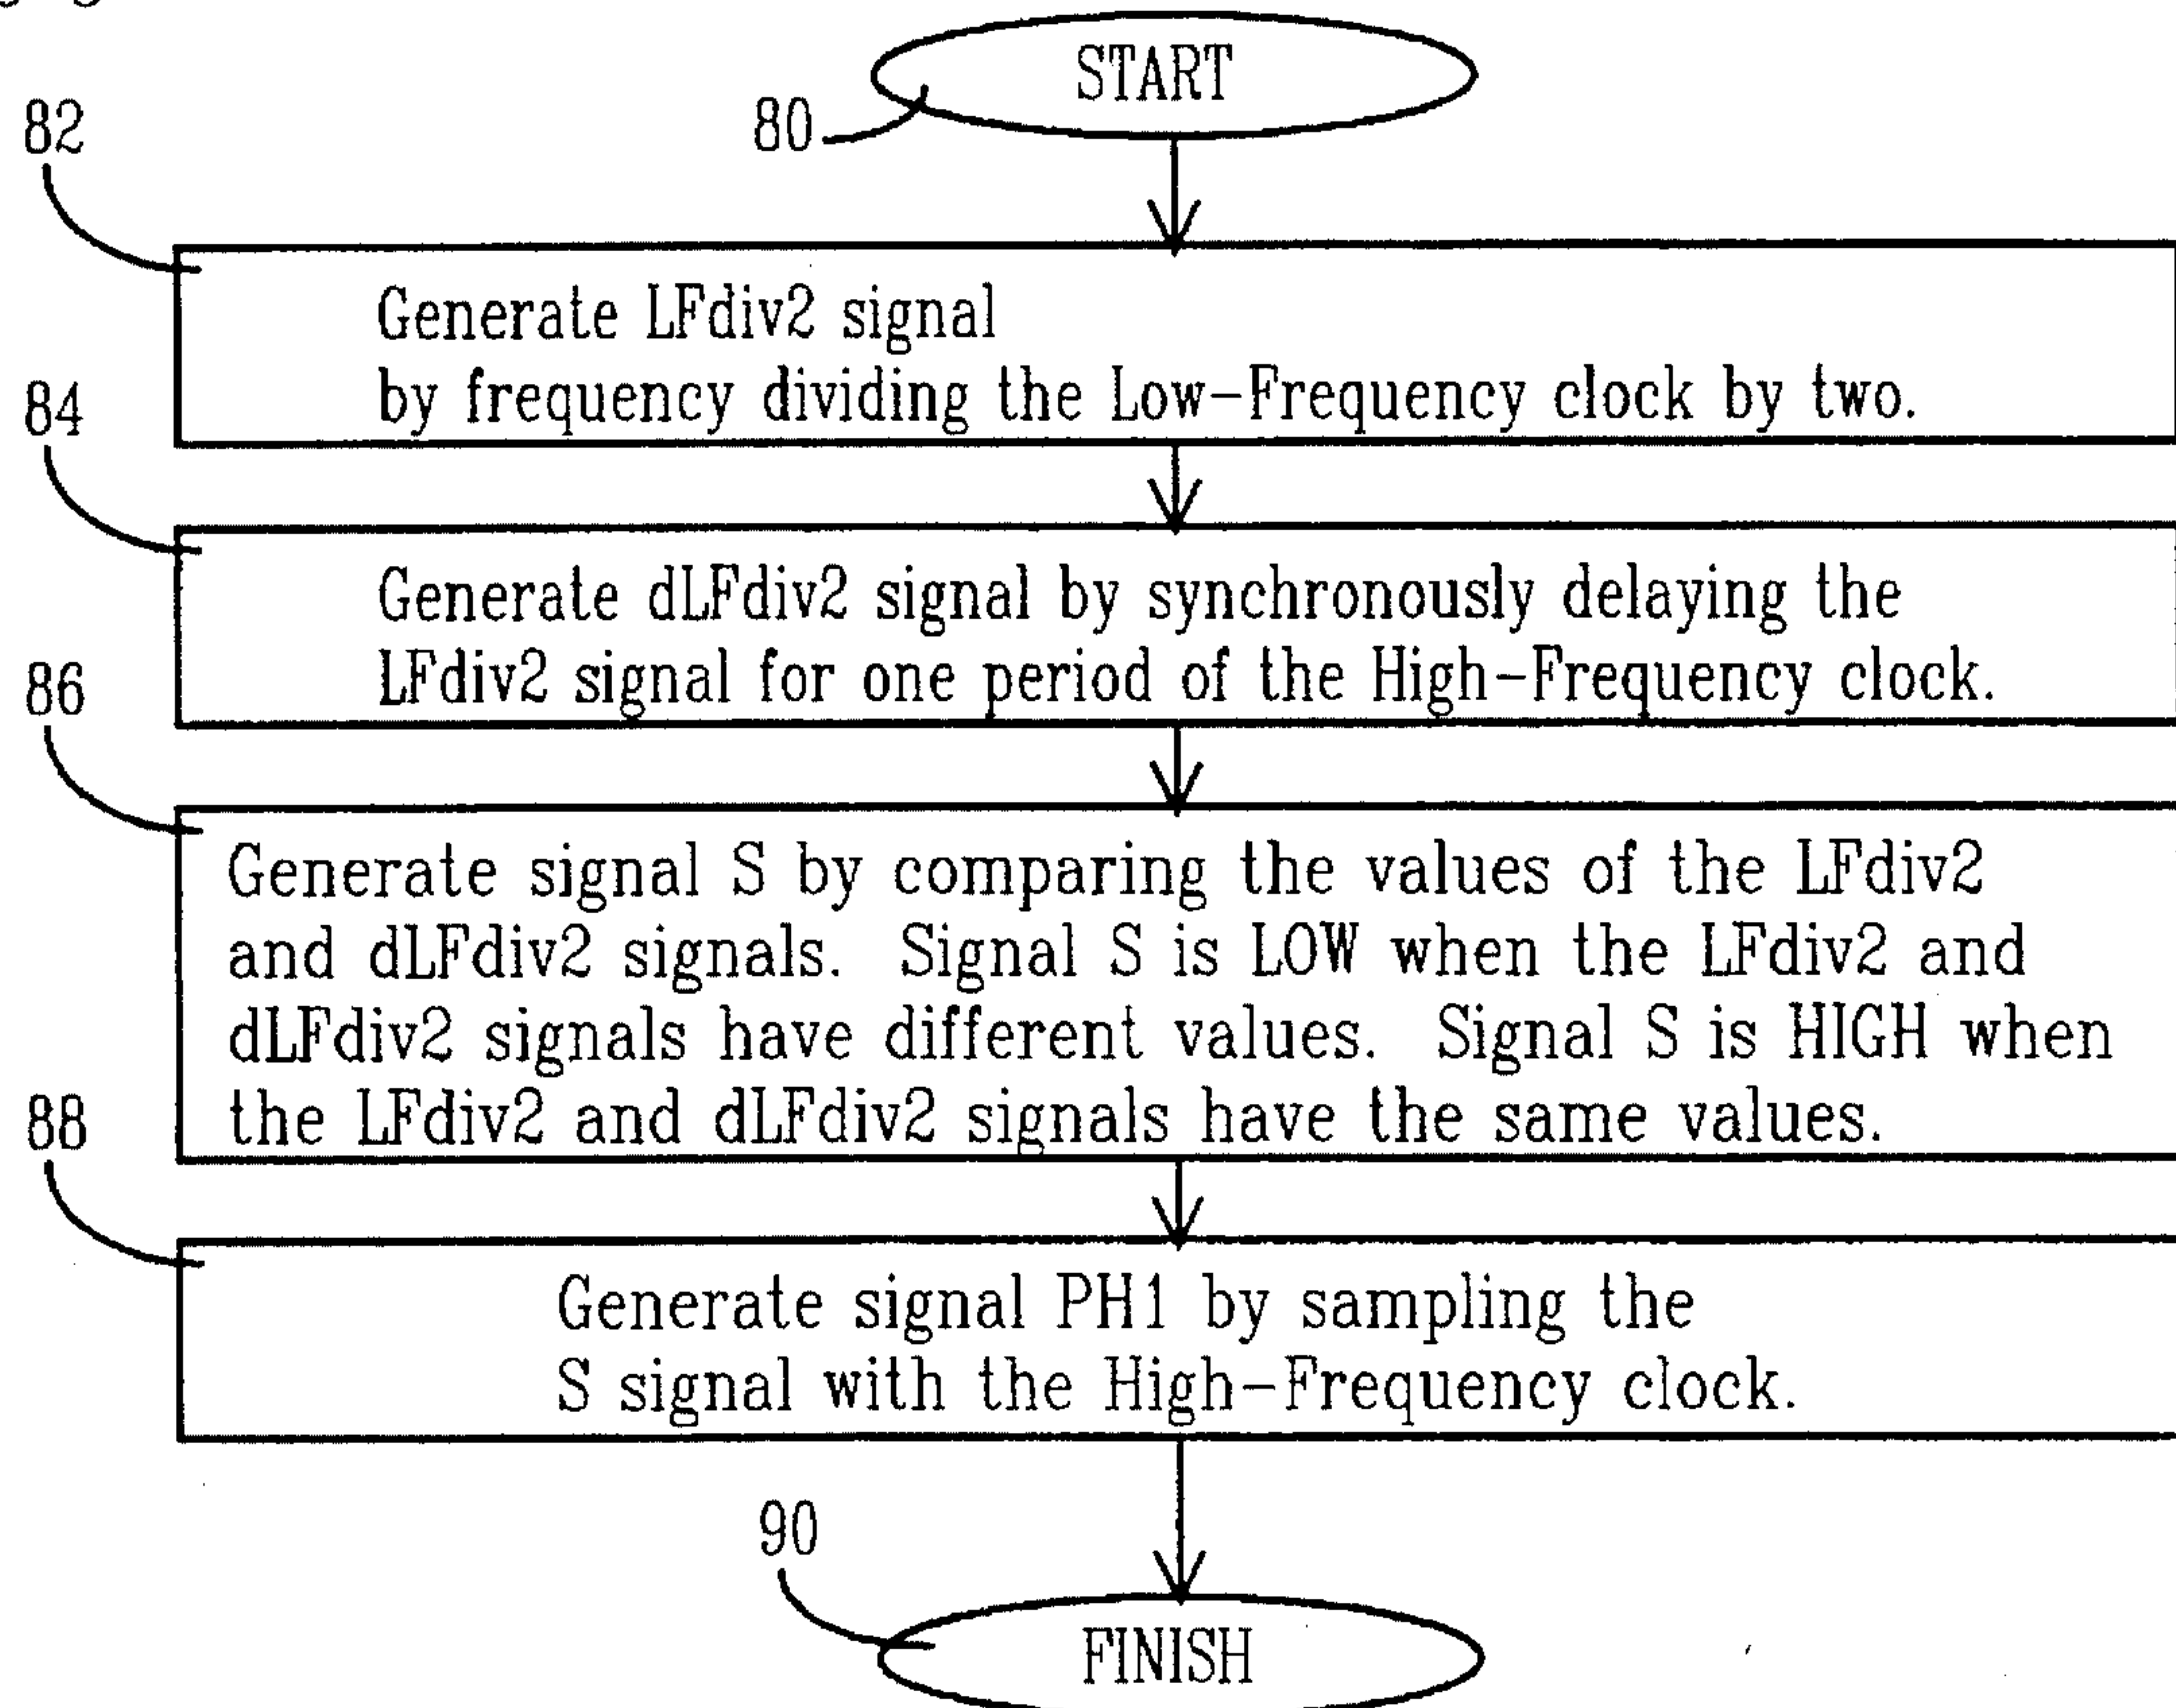 START
80
82
Generate LFdiv2 signal
by frequency dividing the Low-Frequency clock by two.
84
Generate dLFdiv2 signal by synchronously delaying the
LFdiv2 signal for one period of the High-Frequency clock.
86
Generate signal S by comparing the values of the LFdiv2
and dLFdiv2 signals. Signal S is LOW when the LFdiv2 and
dLFdiv2 signals have different values. Signal S is HIGH when
the LFdiv2 and dLFdiv2 signals have the same values.
88
Generate signal PH1 by sampling the
S signal with the High-Frequency clock.
90
FINISH